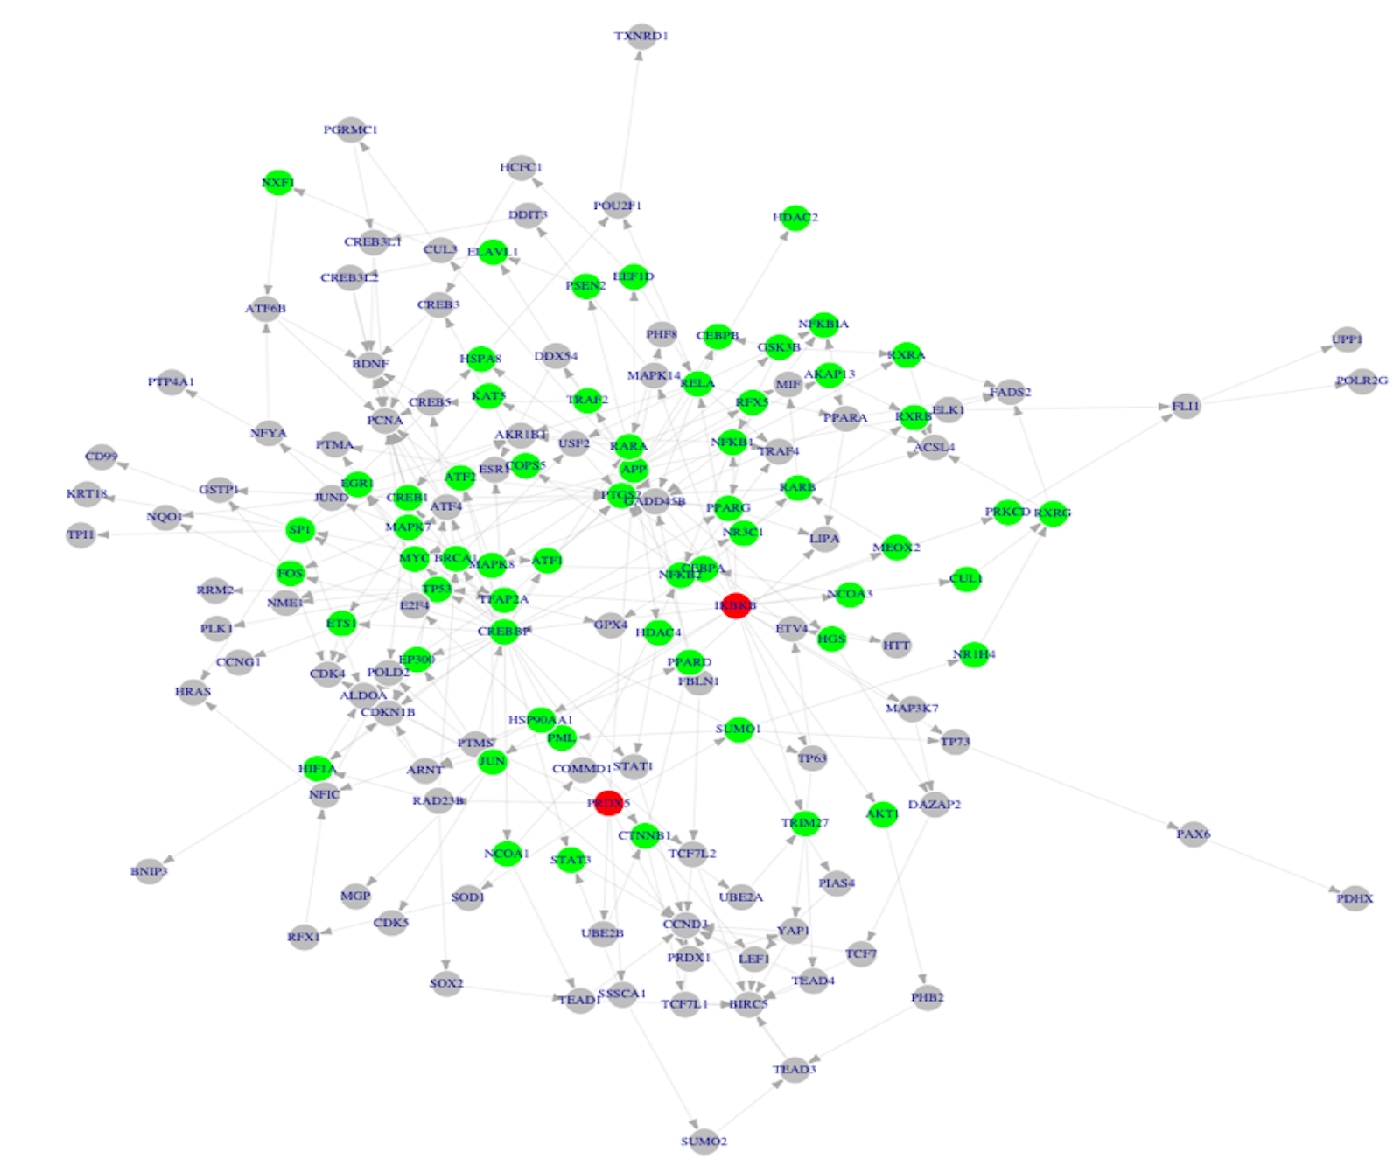 TXNRD1
PGRMC1
HCFC1
NXF1
POU2F1
DDIT3
HDAC2
CREB3L1
CUL3
ELAVL1
CREB3L2
EEF1D
PSEN2
CREB3
ATF6B
NFKB1A
PHF8
CEBPB
UPP1
GSK3B
RXRA
HSPA8
DDX54
BDNF
MAPK14
AKAP13
RELA
MIF
PTP4A1
POLR2G
FADS2
KAT5
TRAF2
CREB5
RFX5
FLI1
ELK1
PPARA
RXRB
PCNA
NFYA
AKR1B1
PTMA
USF2
RARA
NFKB1
ACSL4
TRAF4
CD99
COPS5
ESR1
APP
ATF2
EGR1
GSTP1
RARB
KRT18
JUND
CREB1
PTGS2
GADD45B
ATF4
PPARG
PRKCD
RXRG
NQO1
MAPK7
SP1
TPI1
NR3C1
LIPA
MEOX2
MYC
BRCA1
MAPK8
ATF1
CEBPA
NFKB2
FOS
CUL1
RRM2
TP53
NCOA3
NME1
E2F4
TFAP2A
IKBKB
PLK1
ETS1
CREBBP
GPX4
HDAC4
ETV4
HGS
HTT
NR1H4
CCNG1
EP300
PPARD
CDK4
POLD2
FBLN1
HRAS
ALDOA
CDKN1B
MAP3K7
HSP90AA1
SUMO1
PML
PTMS
TP73
TP63
JUN
HIF1A
ARNT
COMMD1
STAT1
NFIC
RAD23B
PRDX5
DAZAP2
AKT1
TRIM27
CTNNB1
PAX6
NCOA1
STAT3
TCF7L2
BNIP3
PIAS4
MGP
SOD1
UBE2A
PDHX
CDK5
CCND3
RFX1
UBE2B
YAP1
PRDX1
LEF1
TCF7
SOX2
TEAD4
SSSCA1
TEAD1
TCF7L1
BIRC5
PHB2
TEAD3
SUMO2